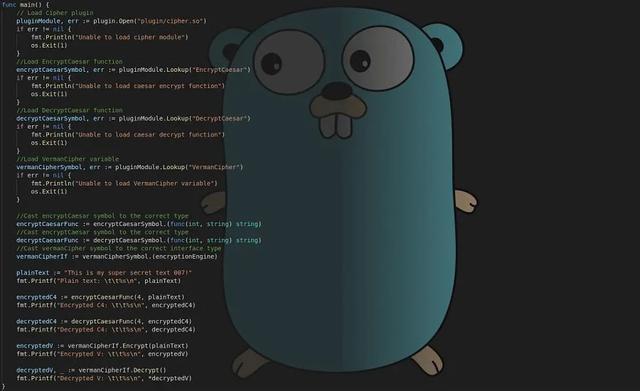 func main() {
// Load Cipher plugin
pluginModule, err := plugin.Open("plugin/cipher.so")
if err != nil {
fmt.Println("Unable to load cipher module")
os.Exit(1)
}
//Load EncryptCaesar function
encryptCaesarSymbol, err := pluginModule.Lookup("EncryptCaesar")
if err != nil {
fmt.Println("Unable to load caesar encrypt function")
os.Exit(1)
}
//Load DecryptCaesar function
decryptCaesarSymbol, err := pluginModule.Lookup("DecryptCaesar")
if err != nil {
fmt.Println("Unable to load caesar decrypt function")
os.Exit(1)
}
//Load VermanCipher variable
vermanCipherSymbol, err := pluginModule.Lookup("VermanCipher")
if err != nil {
fmt.Println("Unable to load VermanCipher variable")
os.Exit(1)
}
//Cast encryptCaesar symbol to the correct type
encryptCaesarFunc := encryptCaesarSymbol.(func(int, string) string)
//Cast encryptCaesar symbol to the correct type
decryptCaesarFunc := decryptCaesarSymbol.(func(int, string) string)
//Cast vermanCipher symbol to the correct interface type
vermanCipherIf := vermanCipherSymbol.(encryptionEngine)
plainText := "This is my super secret text 007!"
fmt.Printf("Plain text: \t\t%s\n", plainText)
encryptedC4 := encryptCaesarFunc(4, plainText)
fmt.Printf("Encrypted C4: \t\t%s\n", encryptedC4)
decryptedC4 := decryptCaesarFunc(4, encryptedC4)
fmt.Printf("Decrypted C4: \t\t%s\n", decryptedC4)
encryptedV := vermanCipherIf.Encrypt(plainText)
fmt.Printf("Encrypted V: \t\t%s\n", encryptedV)
decryptedV, _ := vermanCipherIf.Decrypt()
fmt.Printf("Decrypted V: \t\t%s\n", *decryptedV)
}